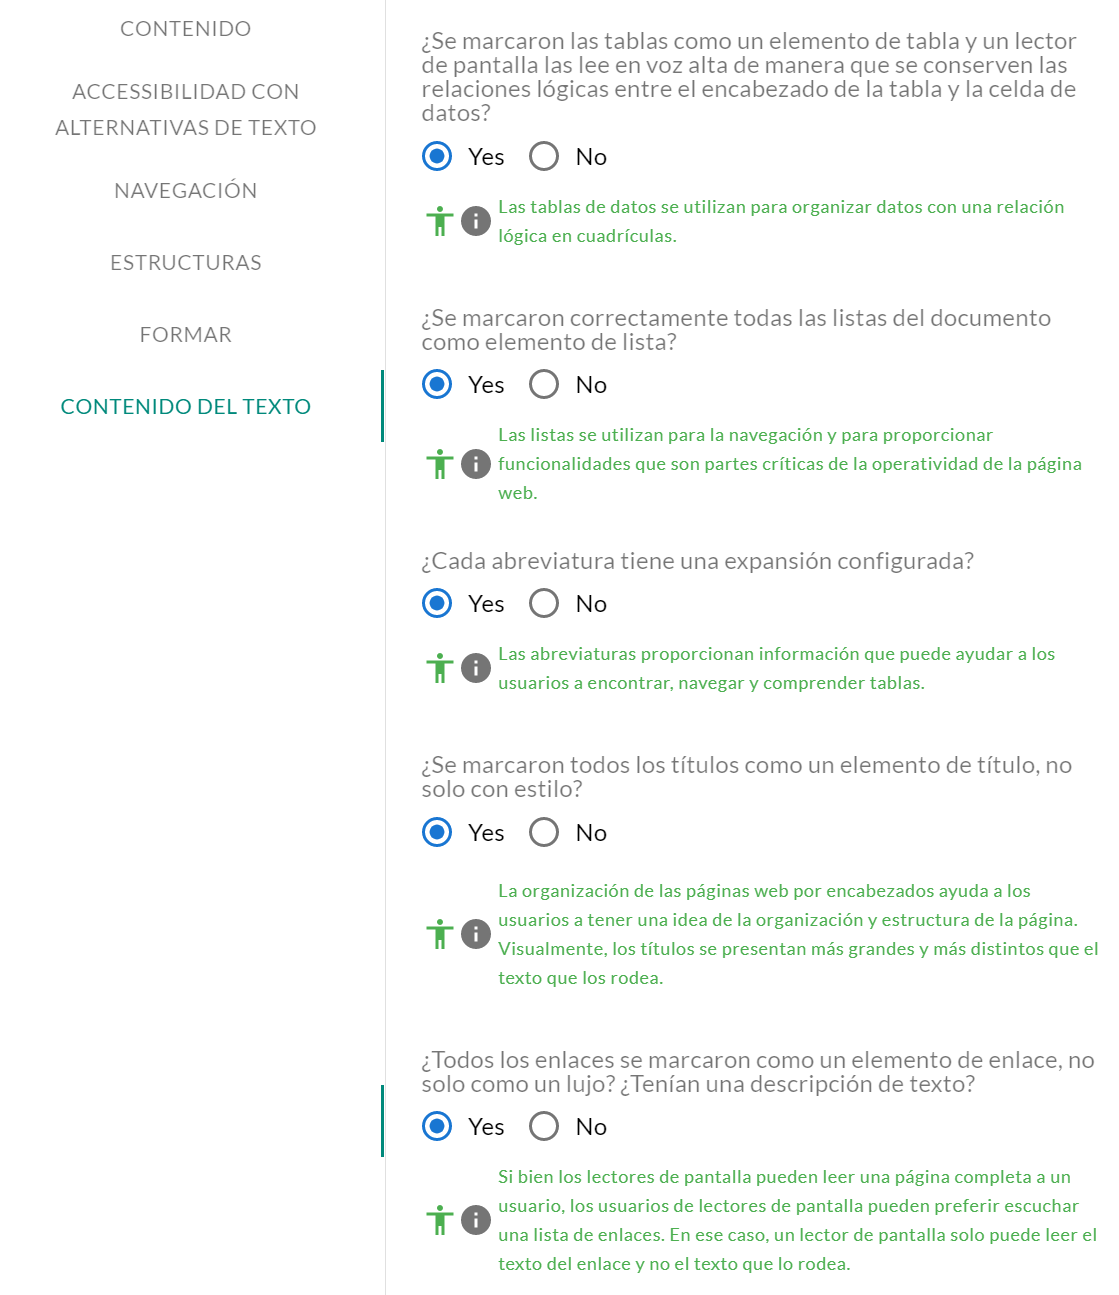 CONTENIDO
ACCESSIBILIDAD CON
ALTERNATIVAS DE TEXTO
NAVEGACIÓN
ESTRUCTURAS
FORMAR
CONTENIDO DEL TEXTO
¿Se marcaron las tablas como un elemento de tabla y un lector
de pantalla las lee en voz alta de manera que se conserven las
relaciones lógicas entre el encabezado de la tabla y la celda de
datos?
Yes No
Las tablas de datos se utilizan para organizar datos con una relación
lógica en cuadrículas.
¿Se marcaron correctamente todas las listas del documento
como elemento de lista?
Yes No
Las listas se utilizan para la navegación y para proporcionar
funcionalidades que son partes críticas de la operatividad de la página
web.
¿Cada abreviatura tiene una expansión configurada?
Yes No
Las abreviaturas proporcionan información que puede ayudar a los
usuarios a encontrar, navegar y comprender tablas.
¿Se marcaron todos los títulos como un elemento de título, no
solo con estilo?
Yes No
La organización de las páginas web por encabezados ayuda a los
usuarios a tener una idea de la organización y estructura de la página.
Visualmente, los títulos se presentan más grandes y más distintos que el
texto que los rodea.
¿Todos los enlaces se marcaron como un elemento de enlace, no
solo como un lujo? ¿Tenían una descripción de texto?
Yes No
Si bien los lectores de pantalla pueden leer una página completa a un
usuario, los usuarios de lectores de pantalla pueden preferir escuchar
una lista de enlaces. En ese caso, un lector de pantalla solo puede leer el
texto del enlace y no el texto que lo rodea.